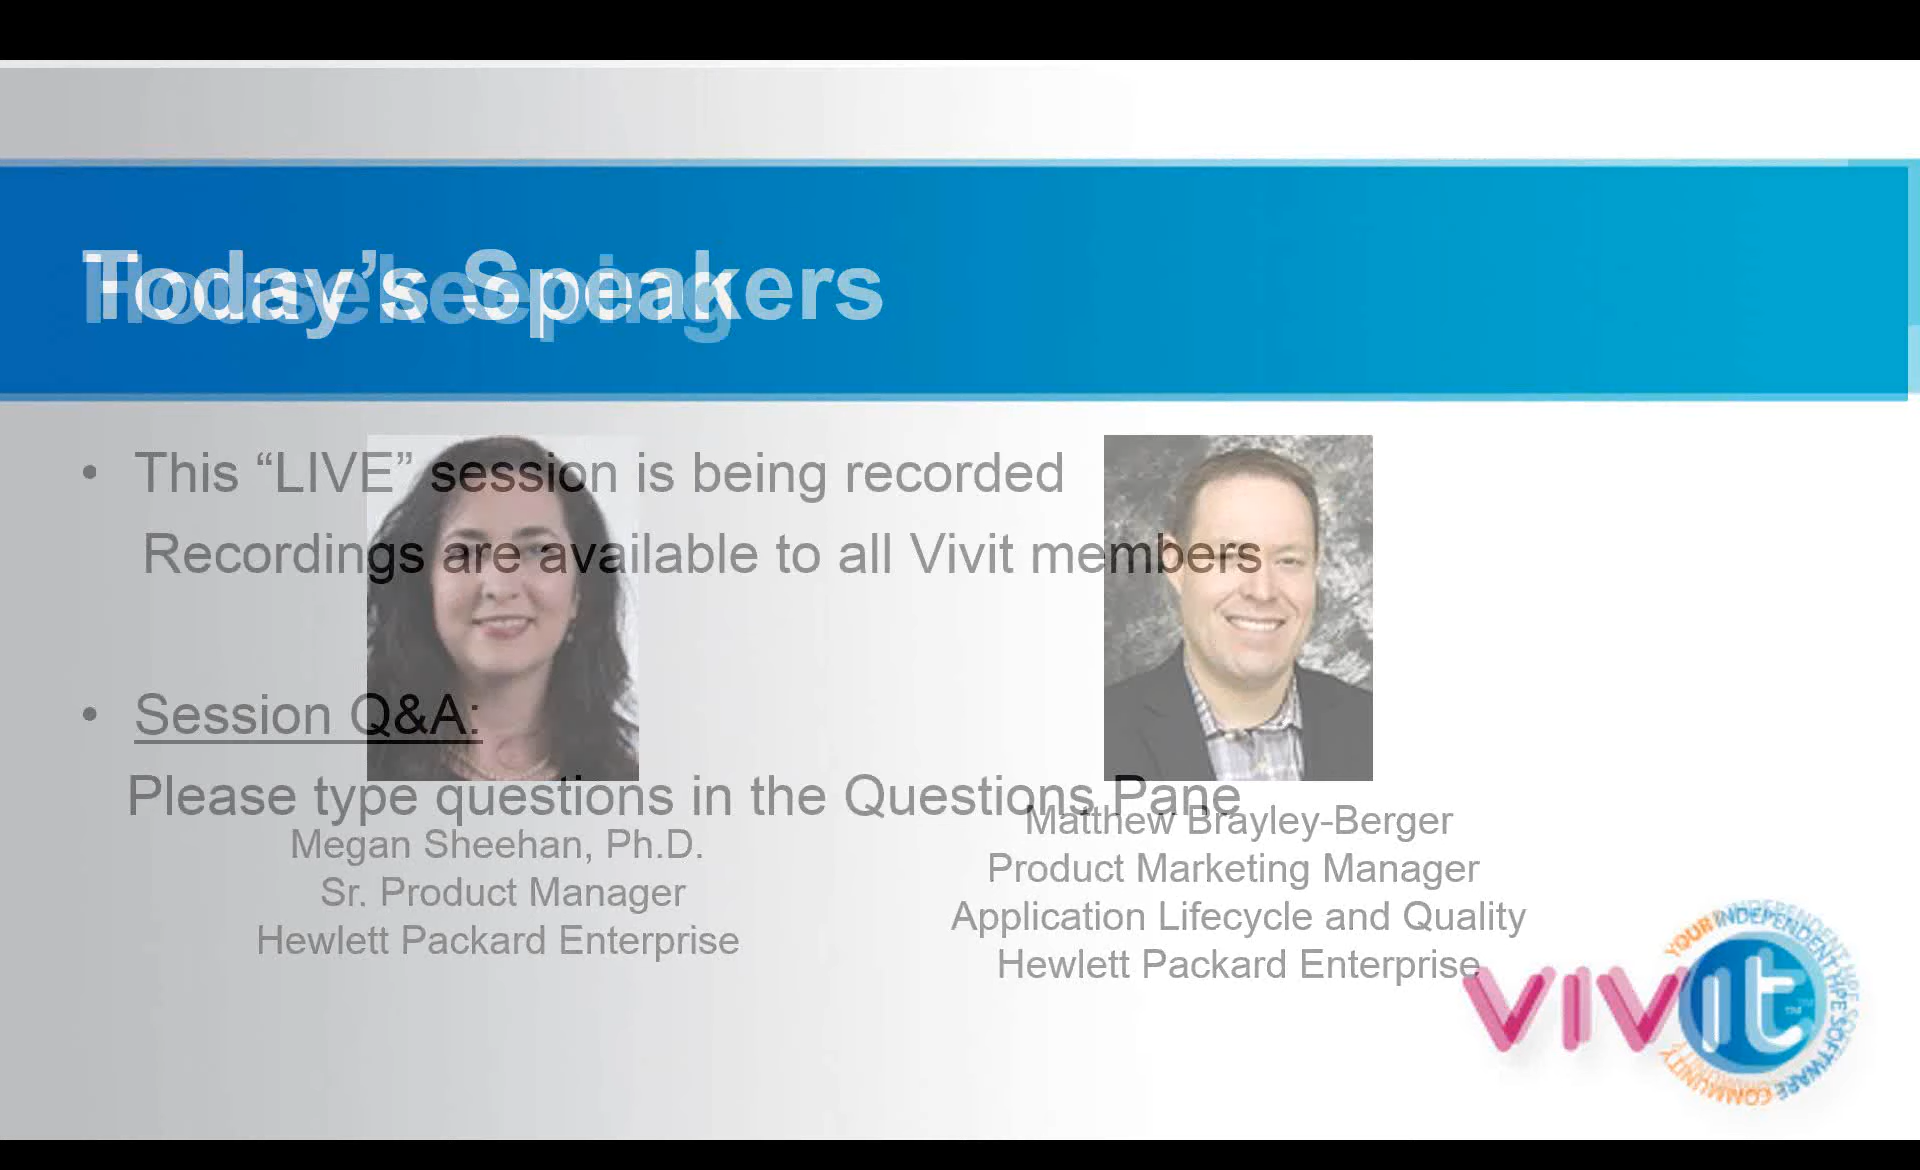 Today’s Speakers
Housekeeping
• This “LIVE” session is being recorded
Recordings are available to all Vivit members
• Session Q&A:
Please type questions in the Questions Pane
Megan Sheehan, Ph.D.
Sr. Product Manager
Hewlett Packard Enterprise
Matthew Brayley-Berger
Product Marketing Manager
Application Lifecycle and Quality
Hewlett Packard Enterprise
VIVIT™
YOUR INDEPENDENT HPE SOFTWARE COMMUNITY